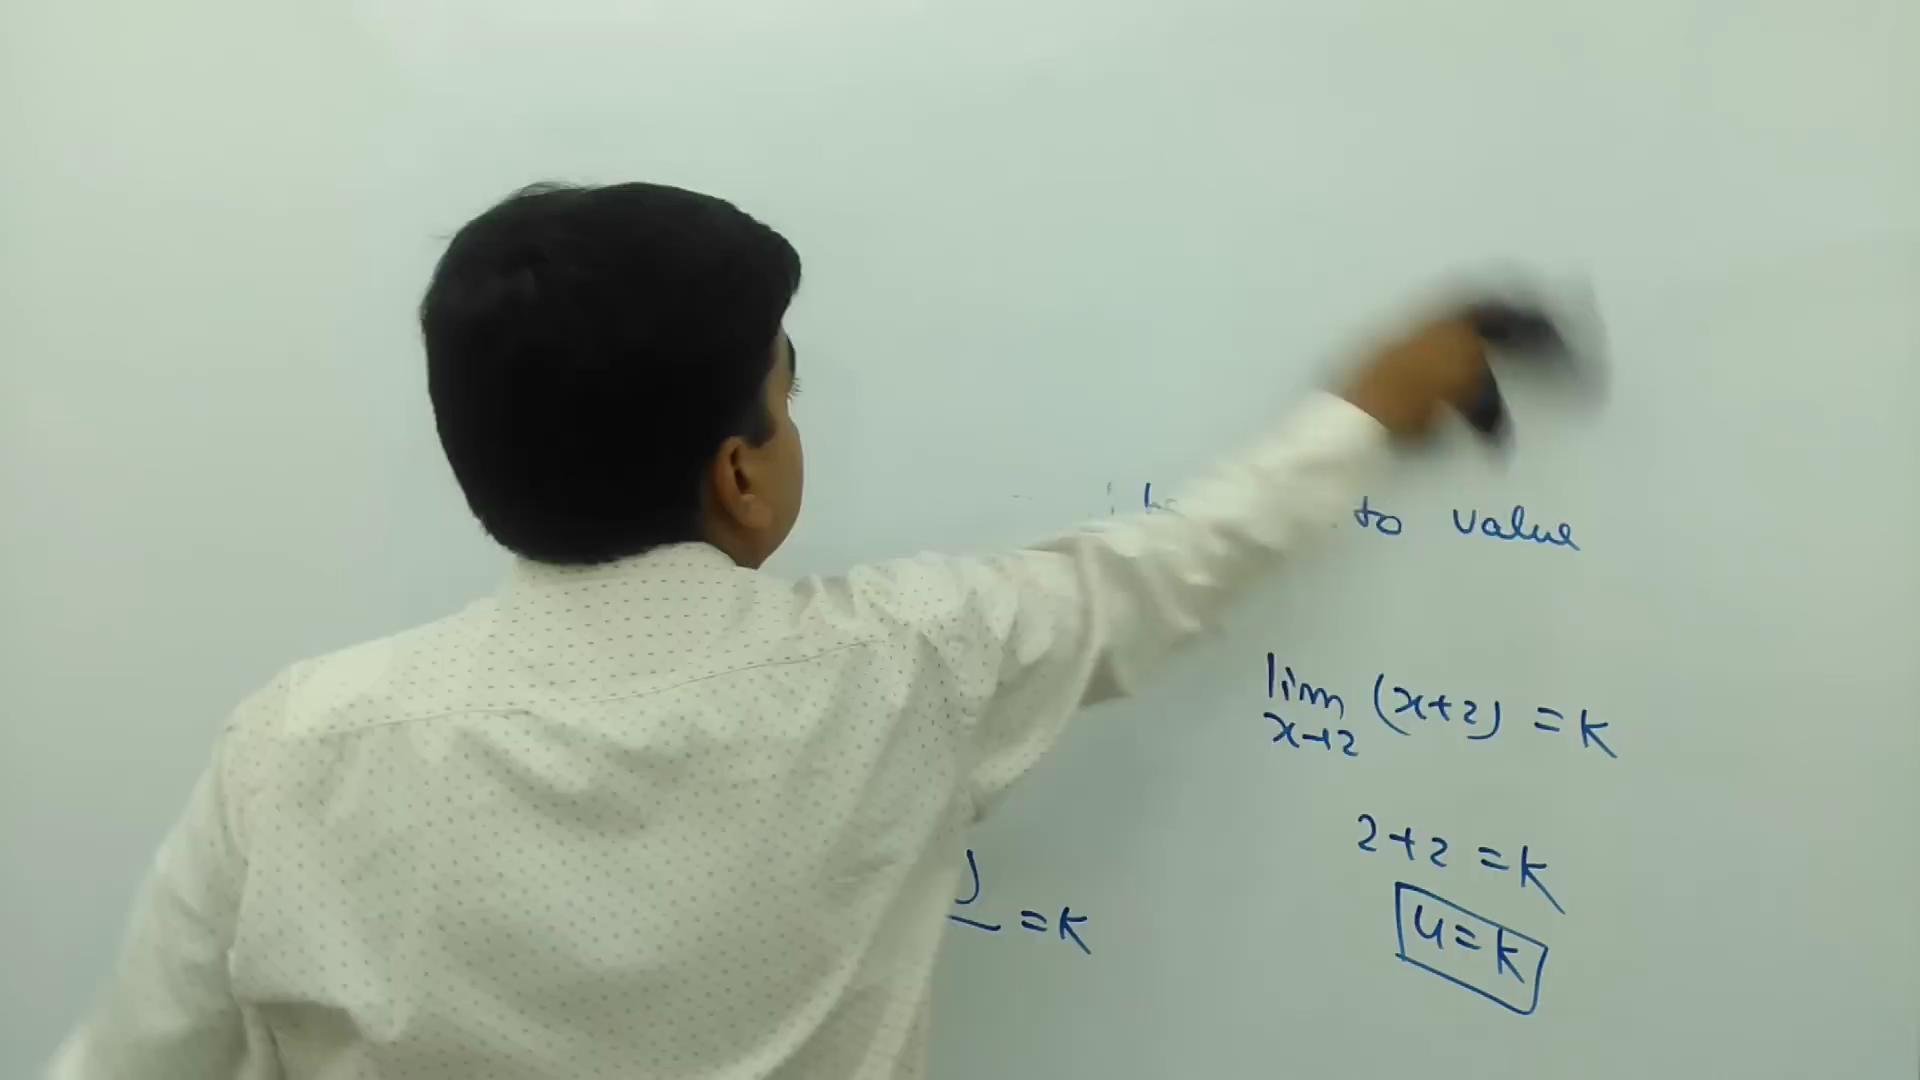 to value
lim (x+2) = K
x→2
2+2 = K
= K
4 = K